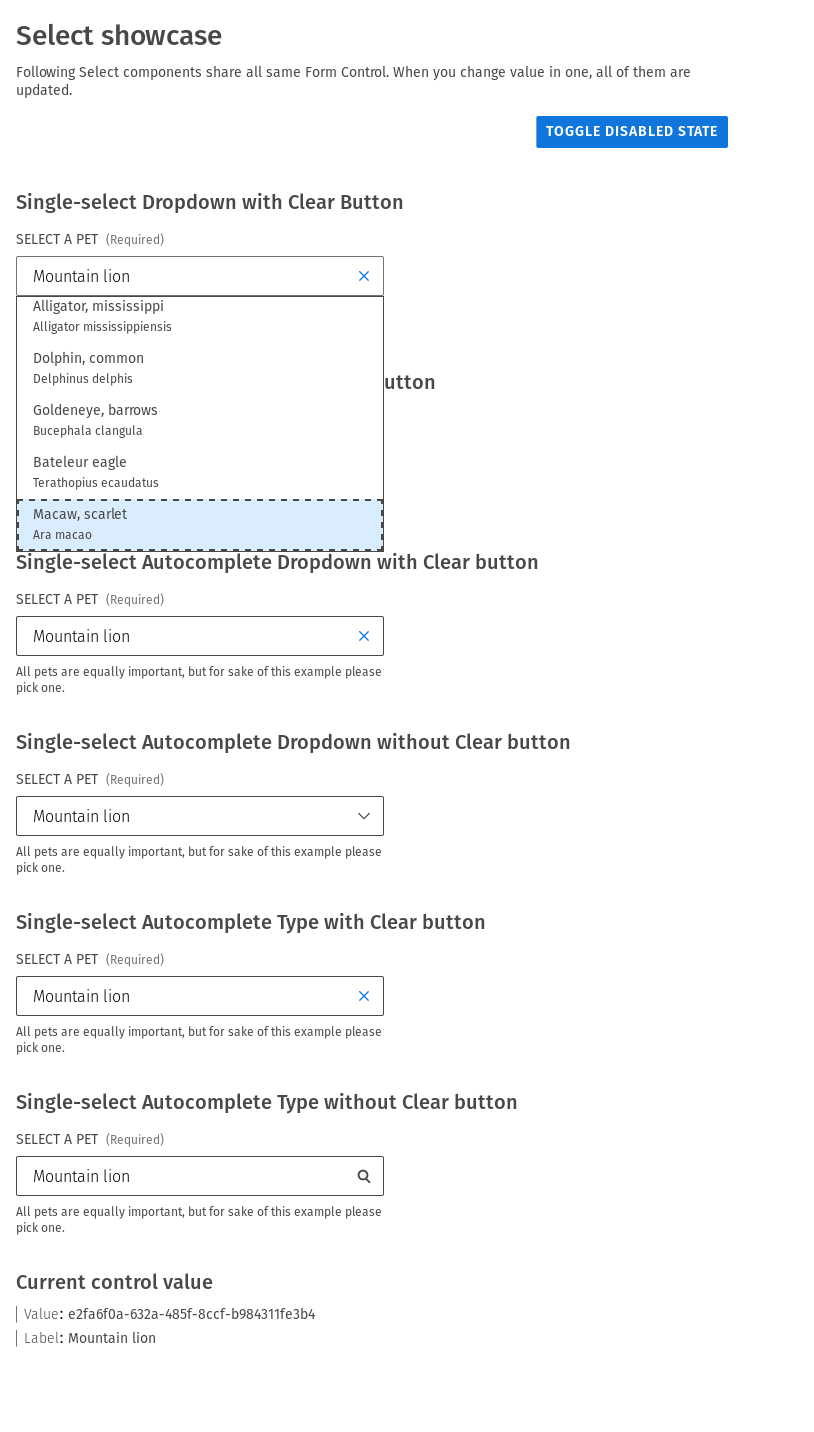 Select showcase
Following Select components share all same Form Control. When you change value in one, all of them are
updated.
TOGGLE DISABLED STATE
Single-select Dropdown with Clear Button
SELECT A PET (Required)
Mountain lion
Alligator, mississippi
Alligator mississippiensis
Dolphin, common
Delphinus delphis
utton
Goldeneye, barrows
Bucephala clangula
Bateleur eagle
Terathopius ecaudatus
Macaw, scarlet
Ara macao
Single-select Autocomplete Dropdown with Clear button
SELECT A PET (Required)
Mountain lion
All pets are equally important, but for sake of this example please
pick one.
Single-select Autocomplete Dropdown without Clear button
SELECT A PET (Required)
Mountain lion
All pets are equally important, but for sake of this example please
pick one.
Single-select Autocomplete Type with Clear button
SELECT A PET (Required)
Mountain lion
All pets are equally important, but for sake of this example please
pick one.
Single-select Autocomplete Type without Clear button
SELECT A PET (Required)
Mountain lion
All pets are equally important, but for sake of this example please
pick one.
Current control value
Value: e2fa6f0a-632a-485f-8ccf-b984311fe3b4
Label: Mountain lion